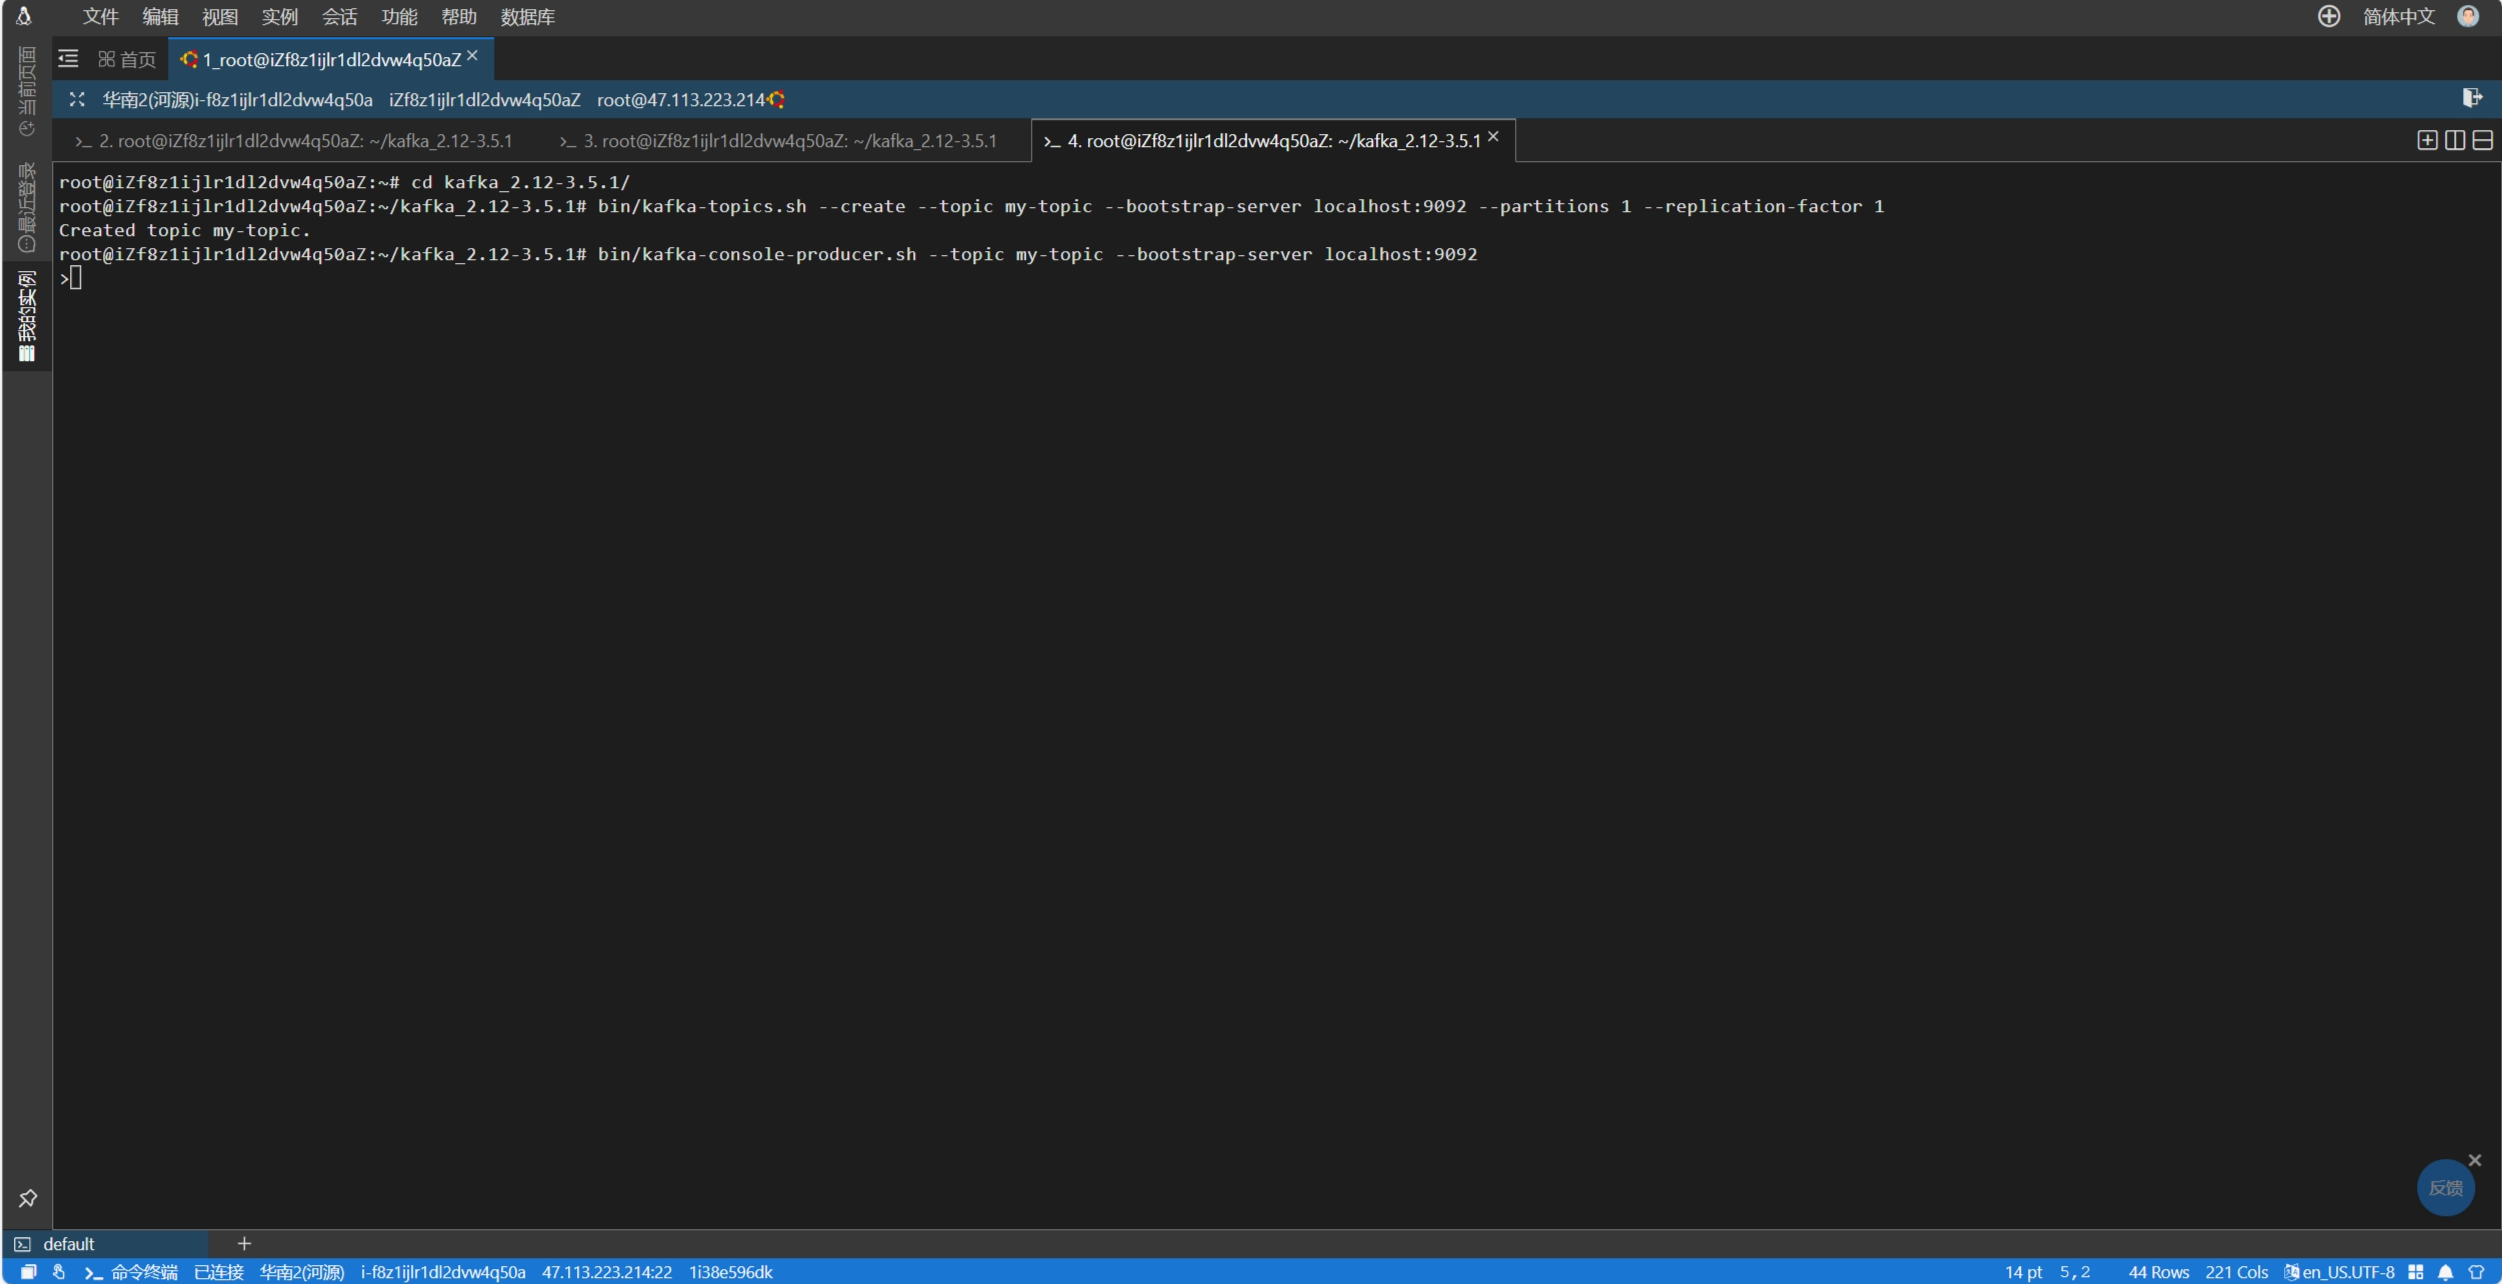 文件 编辑 视图 实例 会话 功能 帮助 数据库 简体中文
首页 1_root@iZf8z1ijlr1dl2dvw4q50aZ
华南2(河源)i-f8z1ijlr1dl2dvw4q50a iZf8z1ijlr1dl2dvw4q50aZ root@47.113.223.214
>_ 2. root@iZf8z1ijlr1dl2dvw4q50aZ: ~/kafka_2.12-3.5.1 >_ 3. root@iZf8z1ijlr1dl2dvw4q50aZ: ~/kafka_2.12-3.5.1 >_ 4. root@iZf8z1ijlr1dl2dvw4q50aZ: ~/kafka_2.12-3.5.1
当前页面
最近登录
我的实例
root@iZf8z1ijlr1dl2dvw4q50aZ:~# cd kafka_2.12-3.5.1/
root@iZf8z1ijlr1dl2dvw4q50aZ:~/kafka_2.12-3.5.1# bin/kafka-topics.sh --create --topic my-topic --bootstrap-server localhost:9092 --partitions 1 --replication-factor 1
Created topic my-topic.
root@iZf8z1ijlr1dl2dvw4q50aZ:~/kafka_2.12-3.5.1# bin/kafka-console-producer.sh --topic my-topic --bootstrap-server localhost:9092
>
反馈
default
>_ 命令终端 已连接 华南2(河源) i-f8z1ijlr1dl2dvw4q50a 47.113.223.214:22 1i38e596dk 14 pt 5,2 44 Rows 221 Cols en_US.UTF-8